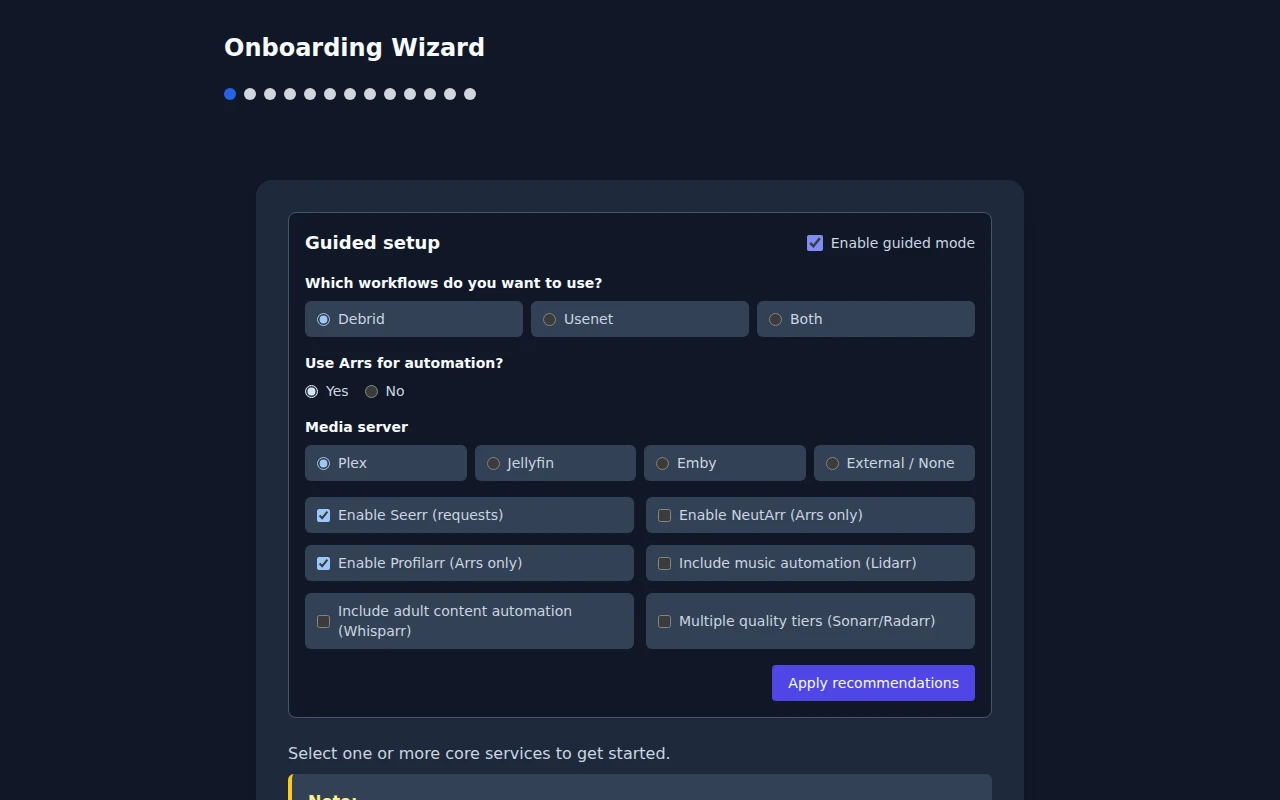 Onboarding Wizard
Guided setup
Enable guided mode
Which workflows do you want to use?
Debrid
Usenet
Both
Use Arrs for automation?
Yes
No
Media server
Plex
Jellyfin
Emby
External / None
Enable Seerr (requests)
Enable NeutArr (Arrs only)
Enable Profilarr (Arrs only)
Include music automation (Lidarr)
Include adult content automation
(Whisparr)
Multiple quality tiers (Sonarr/Radarr)
Apply recommendations
Select one or more core services to get started.
Note: